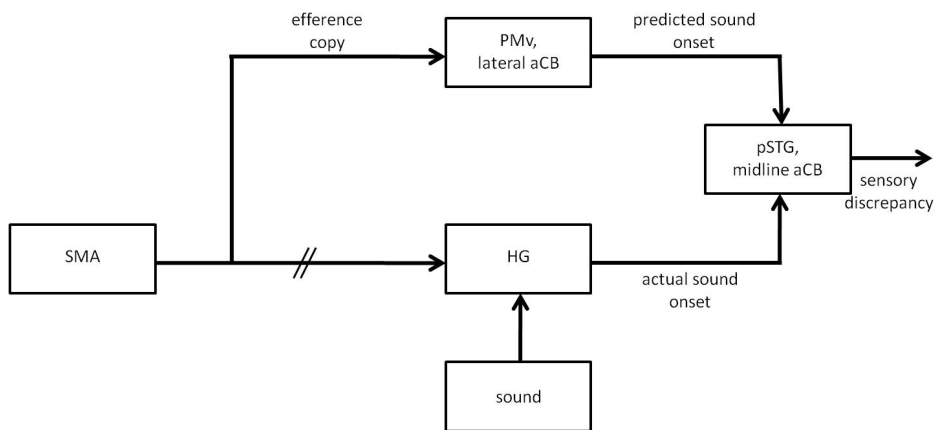 efference
copy
PMv,
lateral aCB
predicted sound
onset
pSTG,
midline aCB
sensory
discrepancy
SMA
HG
actual sound
onset
sound